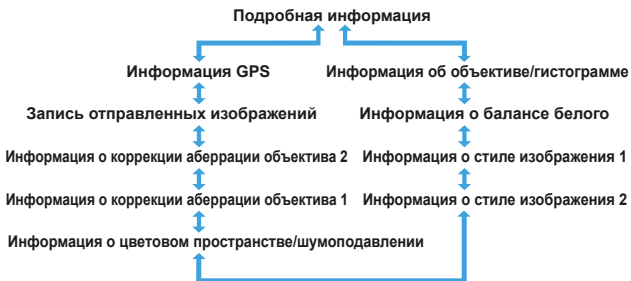 Подробная информация
Информация GPS
Информация об объективе/гистограмме
Запись отправленных изображений
Информация о балансе белого
Информация о коррекции аберрации объектива 2
Информация о стиле изображения 1
Информация о коррекции аберрации объектива 1
Информация о стиле изображения 2
Информация о цветовом пространстве/шумоподавлении